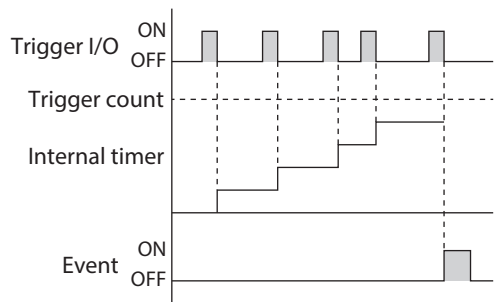 ON
Trigger I/O
OFF
Trigger count
Internal timer
ON
Event
OFF